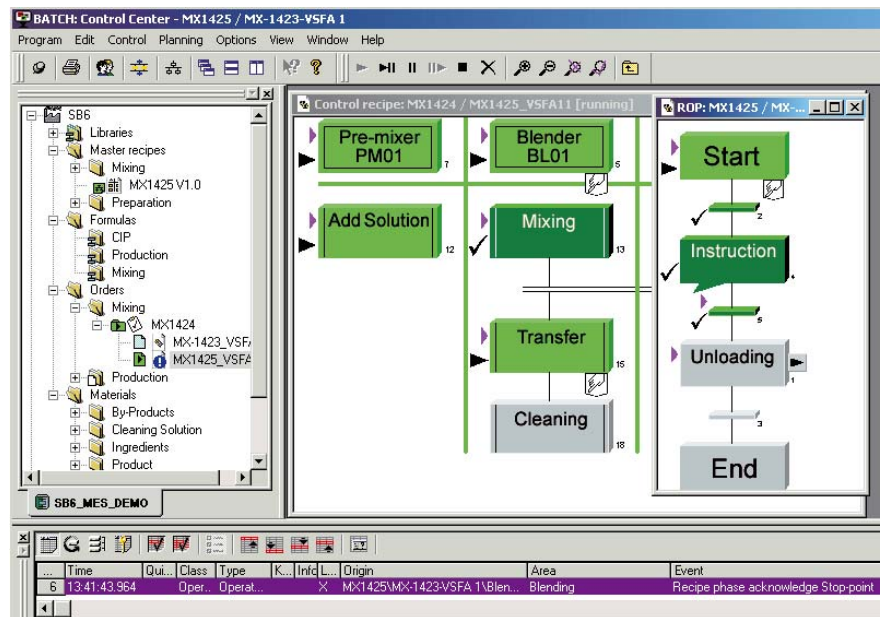 BATCH: Control Center - MX1425 / MX-1423-VSFA 1
Program Edit Control Planning Options View Window Help
SB6
Libraries
Master recipes
Mixing
MX1425 V1.0
Preparation
Formulas
CIP
Production
Mixing
Orders
Mixing
MX1424
MX-1423_VSFA
MX1425_VSFA
Production
Materials
By-Products
Cleaning Solution
Ingredients
Product
SB6_MES_DEMO
Control recipe: MX1424 / MX1425_VSFA11 [running]
Pre-mixer
PM01
7
Blender
BL01
5
Add Solution
12
Mixing
13
Transfer
15
Cleaning
18
ROP: MX1425 / MX-...
Start
2
Instruction
4
5
Unloading
1
3
End
... Time Qui... Class Type K... Info L... Origin Area Event
6 13:41:43.964 Oper... Operat... X MX1425\MX-1423-VSFA 1\Blen... Blending Recipe phase acknowledge Stop-point